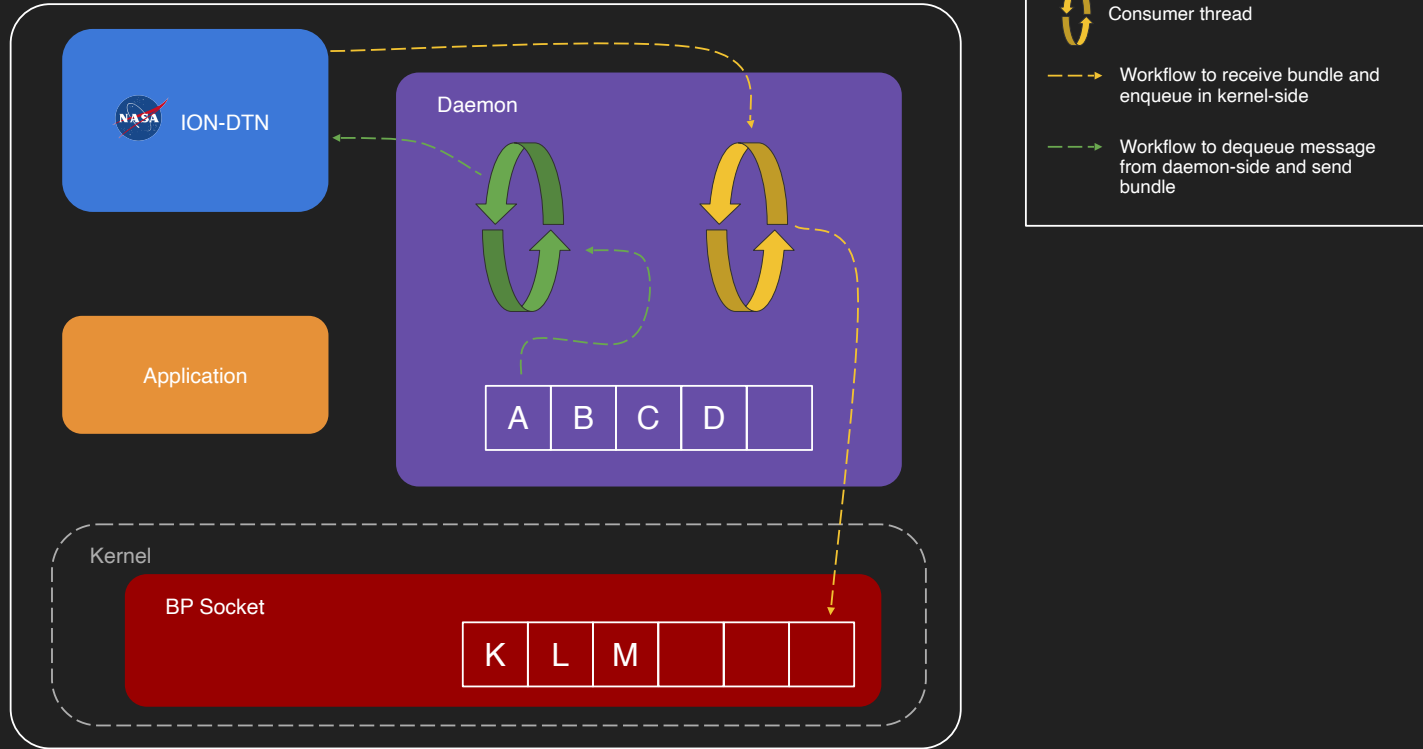 Consumer thread
Workflow to receive bundle and
enqueue in kernel-side
Workflow to dequeue message
from daemon-side and send
bundle
NASA
ION-DTN
Daemon
Application
A B C D
Kernel
BP Socket
K L M